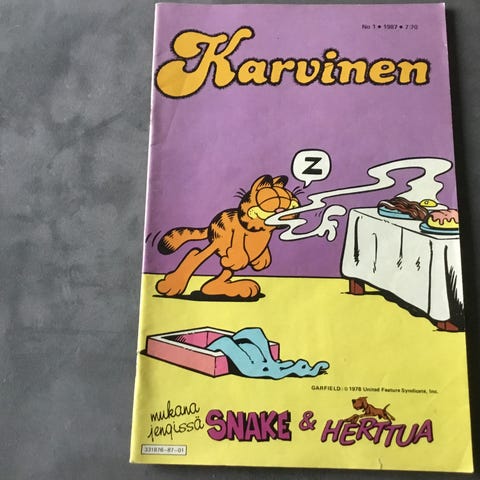 No 1 • 1987 • 7:70
Karvinen
Z
GARFIELD: © 1978 United Feature Syndicate, Inc.
mukana
jengissä
SNAKE & HERTTUA
331876-87-01